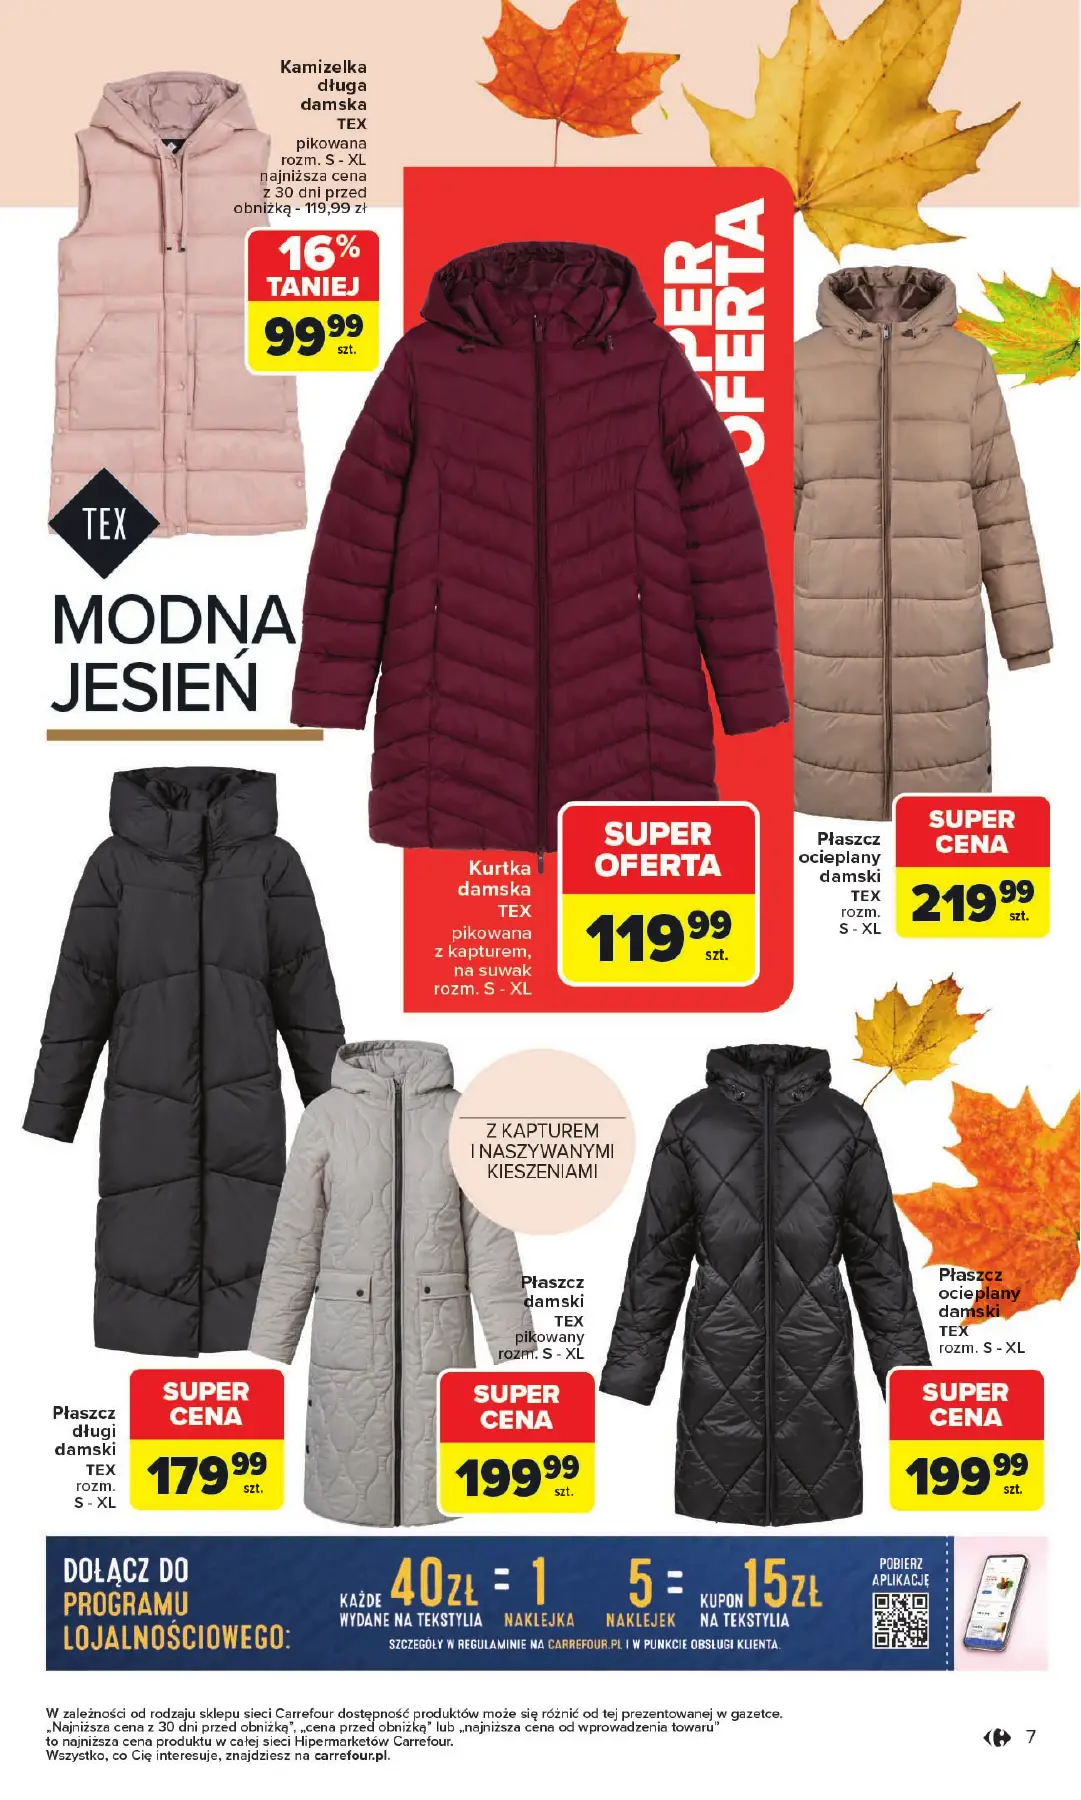 Kamizelka
długa
damska
TEX
pikowana
rozm. S - XL
najniższa cena
z 30 dni przed
obniżką - 119,99 zł
16%
TANIEJ
99 99
szt.
SUPER
OFERTA
TEX
MODNA
JESIEŃ
Kurtka
damska
TEX
pikowana
z kapturem,
na suwak
rozm. S - XL
SUPER
OFERTA
119 99
szt.
Płaszcz
ocieplany
damski
TEX
rozm.
S - XL
SUPER
CENA
219 99
szt.
Z KAPTUREM
I NASZYWANYMI
KIESZENIAMI
Płaszcz
długi
damski
TEX
rozm.
S - XL
SUPER
CENA
179 99
szt.
Płaszcz
damski
TEX
pikowany
rozm. S - XL
SUPER
CENA
199 99
szt.
Płaszcz
ocieplany
damski
TEX
rozm. S - XL
SUPER
CENA
199 99
szt.
DOŁĄCZ DO
PROGRAMU
LOJALNOŚCIOWEGO:
KAŻDE 40ZŁ = 1 5 = KUPON 15ZŁ
WYDANE NA TEKSTYLIA NAKLEJKA NAKLEJEK NA TEKSTYLIA
SZCZEGÓŁY W REGULAMINIE NA CARREFOUR.PL I W PUNKCIE OBSŁUGI KLIENTA.
POBIERZ
APLIKACJĘ
W zależności od rodzaju sklepu sieci Carrefour dostępność produktów może się różnić od tej prezentowanej w gazetce.
„Najniższa cena z 30 dni przed obniżką”, „cena przed obniżką” lub „najniższa cena od wprowadzenia towaru”
to najniższa cena produktu w całej sieci Hipermarketów Carrefour.
Wszystko, co Cię interesuje, znajdziesz na carrefour.pl.
7